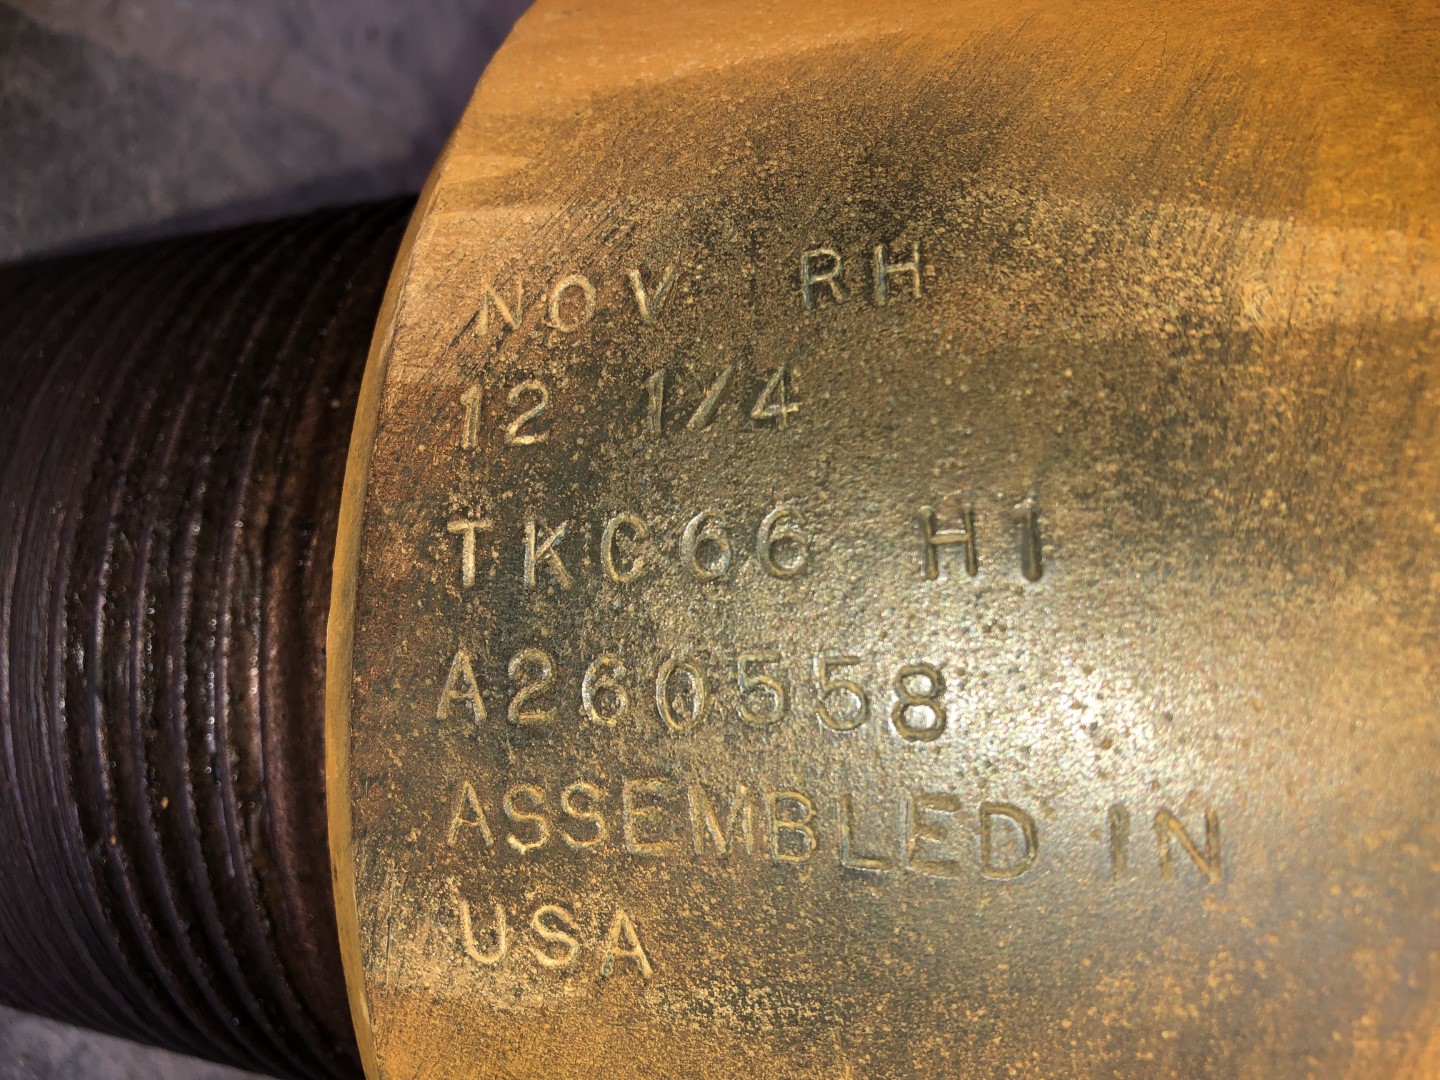 NOV RH
12 1/4
TKC66 H1
A260558
ASSEMBLED IN
USA